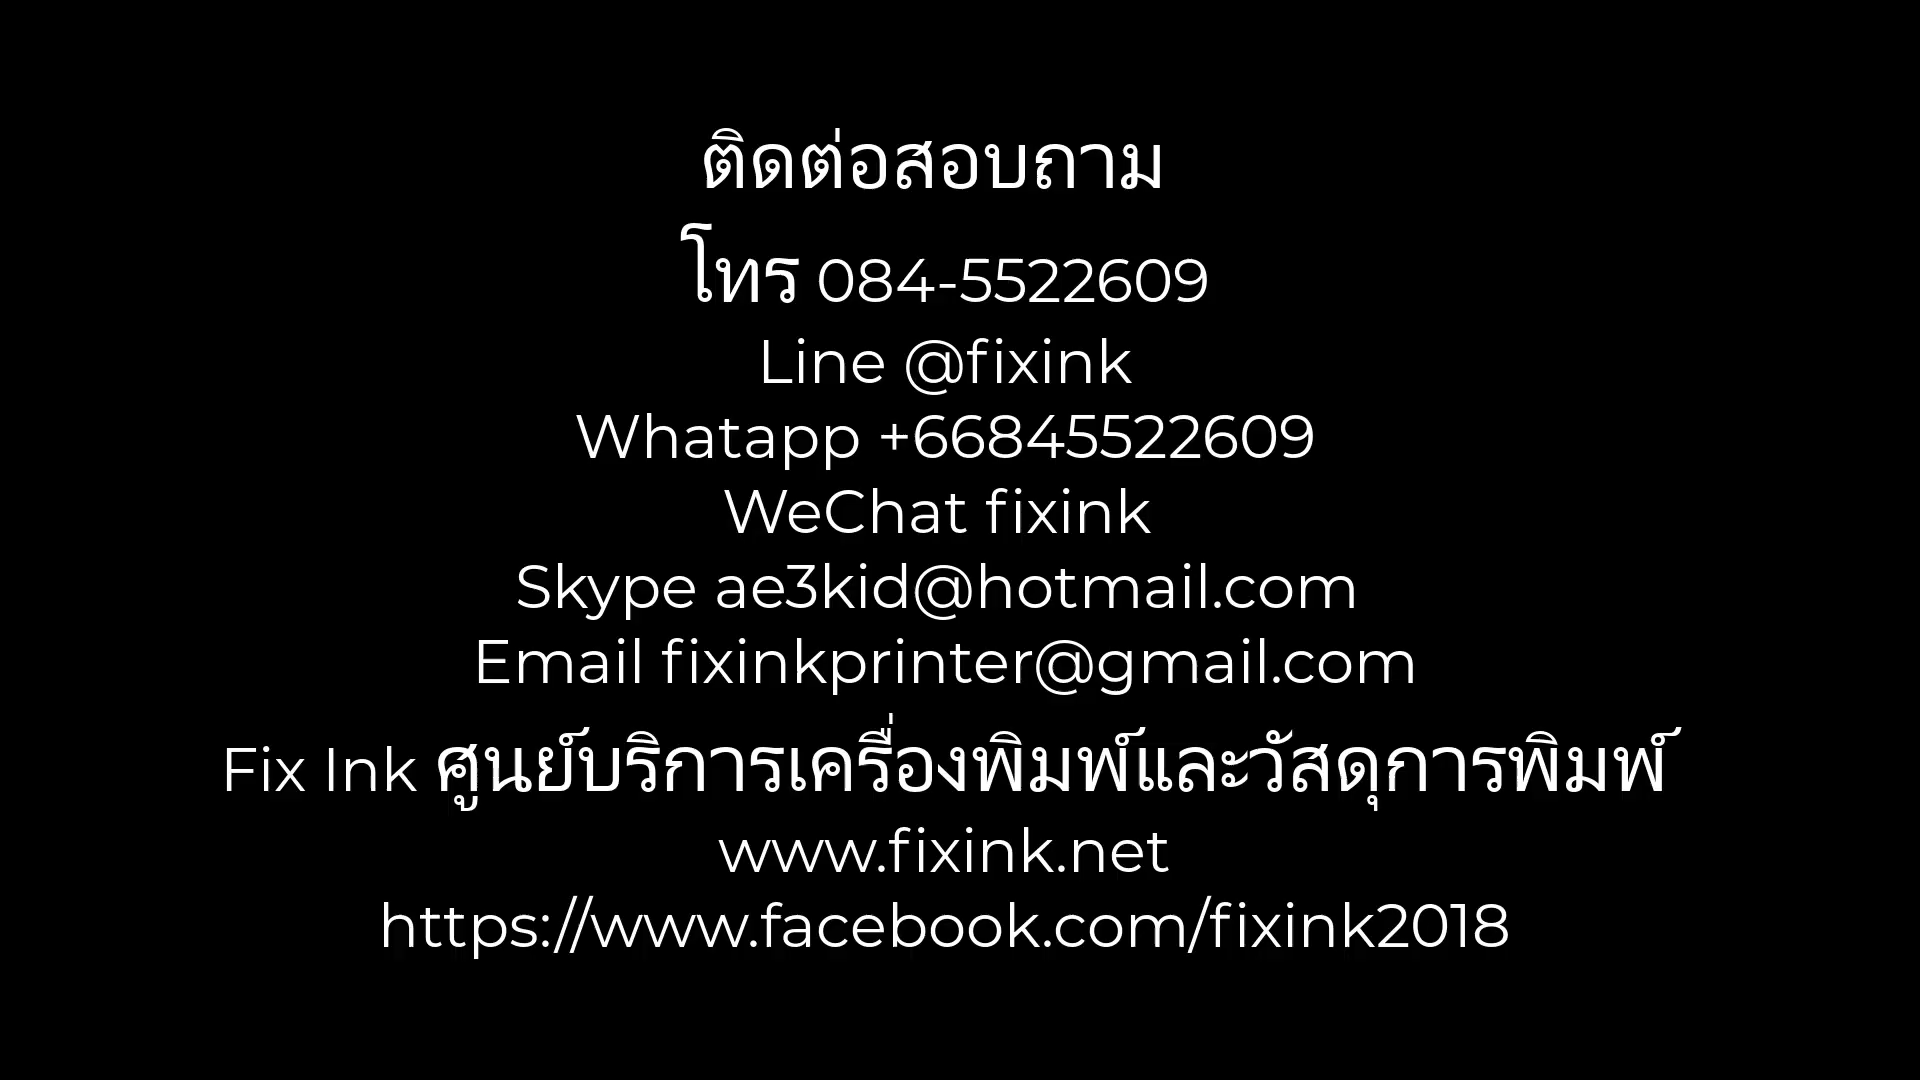 ติดต่อสอบถาม
โทร 084-5522609
Line @fixink
Whatapp +66845522609
WeChat fixink
Skype ae3kid@hotmail.com
Email fixinkprinter@gmail.com
Fix Ink ศูนย์บริการเครื่องพิมพ์และวัสดุการพิมพ์
www.fixink.net
https://www.facebook.com/fixink2018